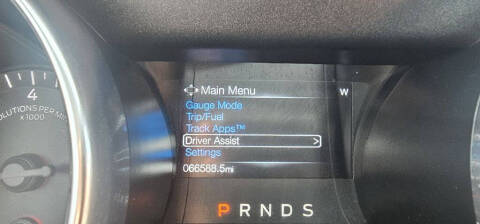 Main Menu W
Gauge Mode
Trip/Fuel
Track Apps™
4
Driver Assist >
OLUTIONS PER MI
X1000
Settings
066588.5mi
P R N D S